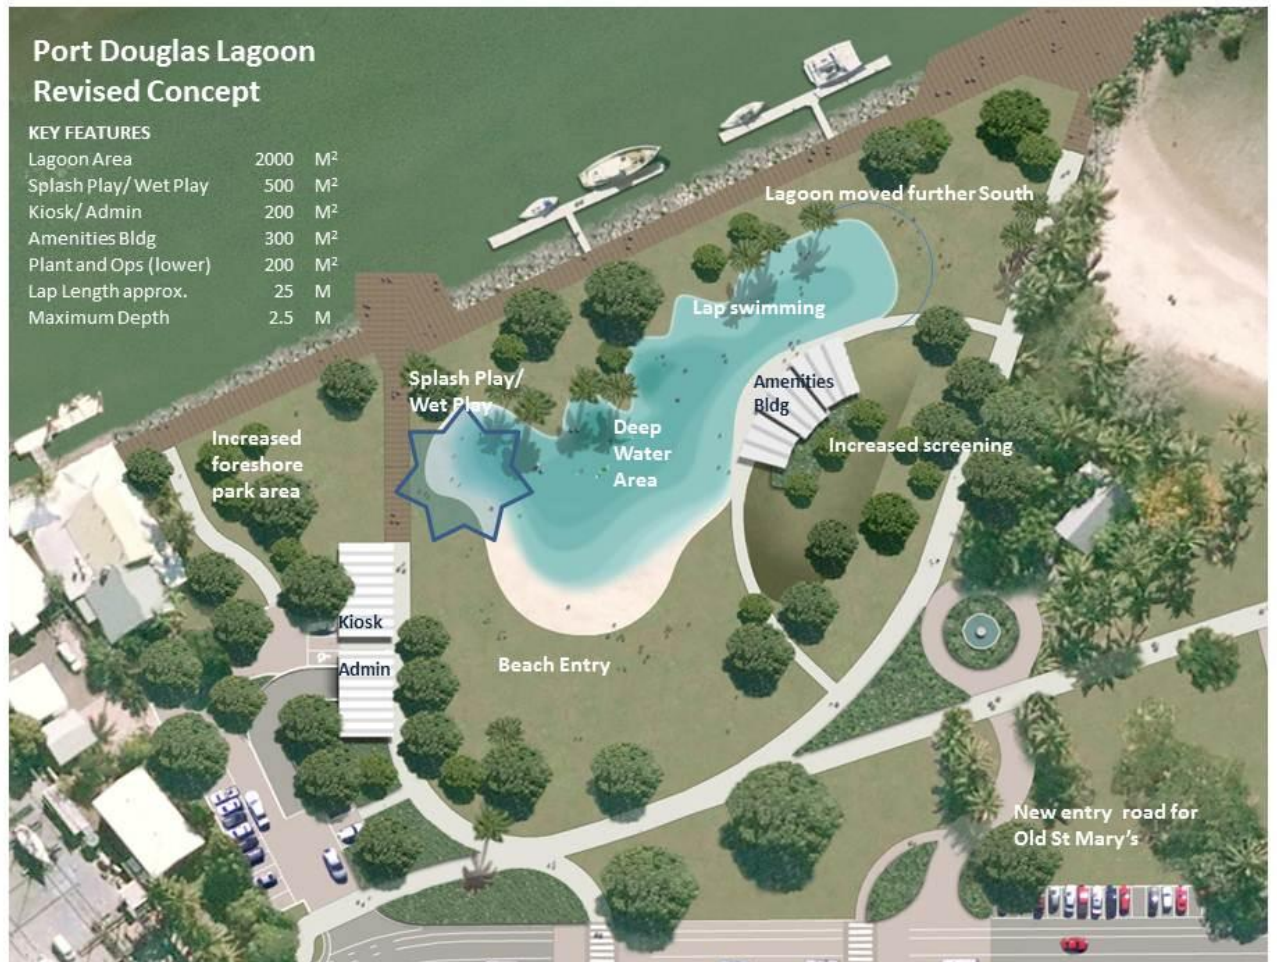 Port Douglas Lagoon
Revised Concept
KEY FEATURES
Lagoon Area 2000 M²
Splash Play/ Wet Play 500 M²
Kiosk/ Admin 200 M²
Amenities Bldg 300 M²
Plant and Ops (lower) 200 M²
Lap Length approx. 25 M
Maximum Depth 2.5 M
Lagoon moved further South
Lap swimming
Splash Play/
Wet Play
Amenities
Bldg
Deep
Water
Area
Increased
foreshore
park area
Increased screening
Kiosk
Admin
Beach Entry
New entry road for
Old St Mary's